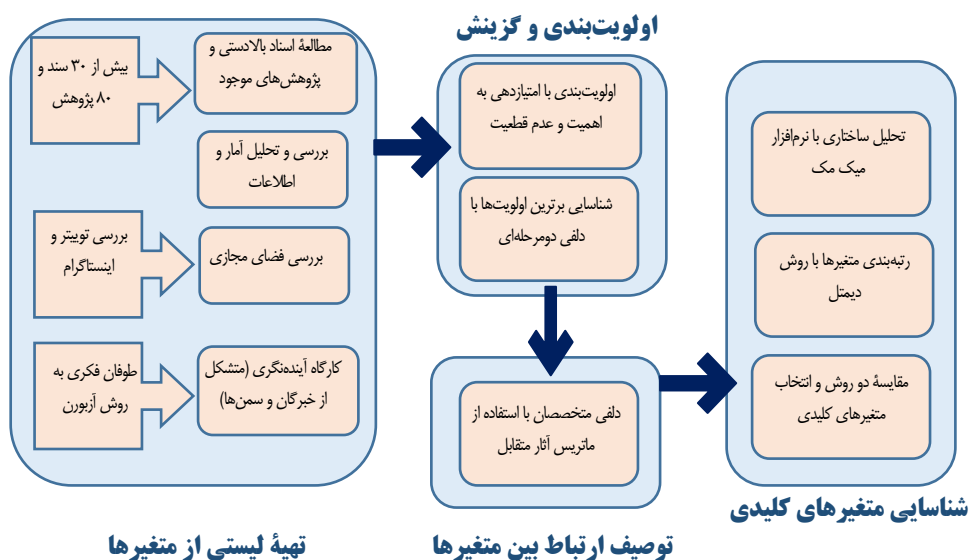 بیش از ۳۰ سند و
۸۰ پژوهش
مطالعهٔ اسناد بالادستی و
پژوهش‌های موجود
بررسی و تحلیل آمار و
اطلاعات
بررسی توییتر و
اینستاگرام
بررسی فضای مجازی
طوفان فکری به
روش آزبورن
کارگاه آینده‌نگری (متشکل
از خبرگان و سمن‌ها)
تهیهٔ لیستی از متغیرها
اولویت‌بندی و گزینش
اولویت‌بندی با امتیازدهی به
اهمیت و عدم قطعیت
شناسایی برترین اولویت‌ها با
دلفی دومرحله‌ای
دلفی متخصصان با استفاده از
ماتریس آثار متقابل
توصیف ارتباط بین متغیرها
تحلیل ساختاری با نرم‌افزار
میک مک
رتبه‌بندی متغیرها با روش
دیمتل
مقایسهٔ دو روش و انتخاب
متغیرهای کلیدی
شناسایی متغیرهای کلیدی